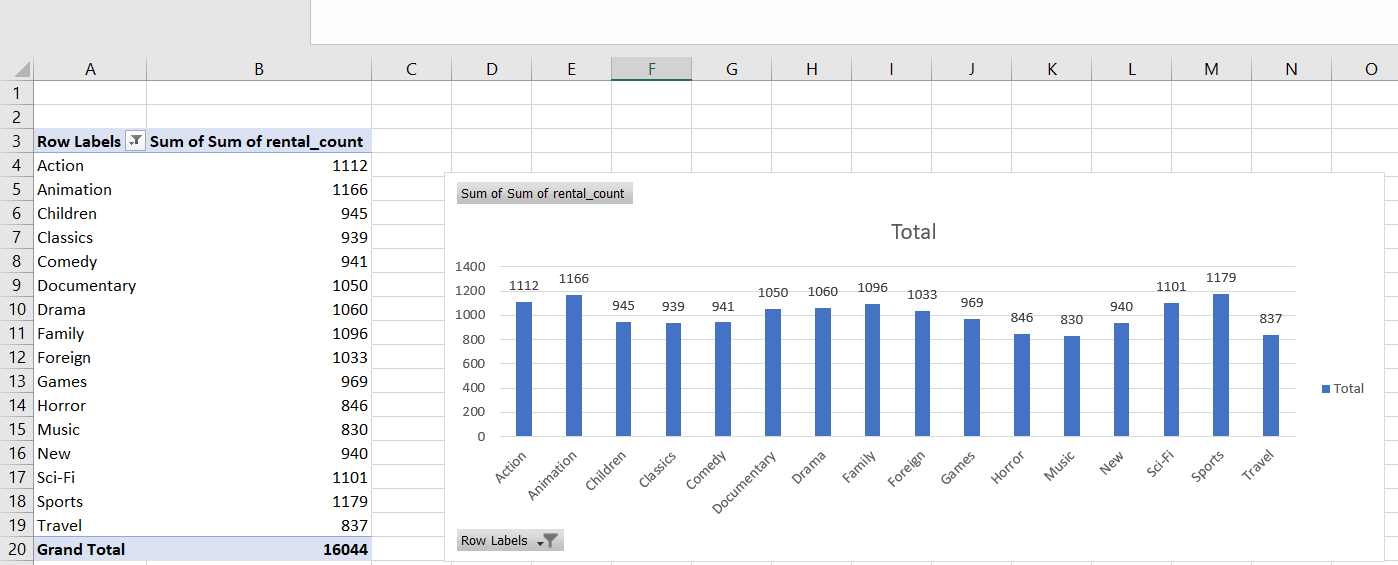 A B C D E F G H I J K L M N O
1
2
3 Row Labels Sum of Sum of rental_count
4 Action 1112
5 Animation 1166
6 Children 945
7 Classics 939
8 Comedy 941
9 Documentary 1050
10 Drama 1060
11 Family 1096
12 Foreign 1033
13 Games 969
14 Horror 846
15 Music 830
16 New 940
17 Sci-Fi 1101
18 Sports 1179
19 Travel 837
20 Grand Total 16044
Sum of Sum of rental_count
Total
1400
1200
1000
800
600
400
200
0
1112 1166 945 939 941 1050 1060 1096 1033 969 846 830 940 1101 1179 837
Action Animation Children Classics Comedy Documentary Drama Family Foreign Games Horror Music New Sci-Fi Sports Travel
Total
Row Labels